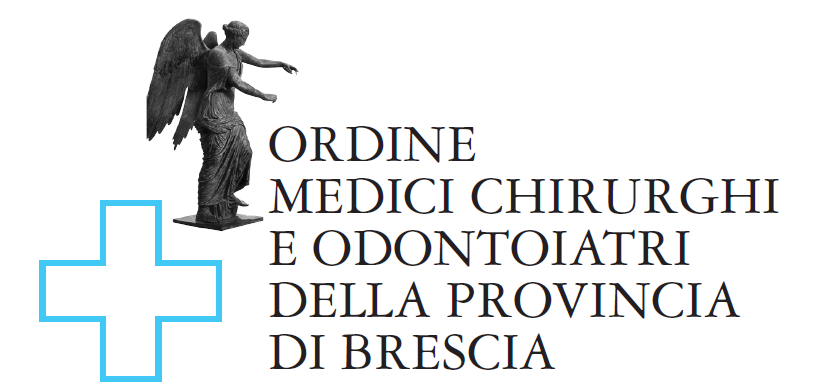 ORDINE
MEDICI CHIRURGHI
E ODONTOIATRI
DELLA PROVINCIA
DI BRESCIA